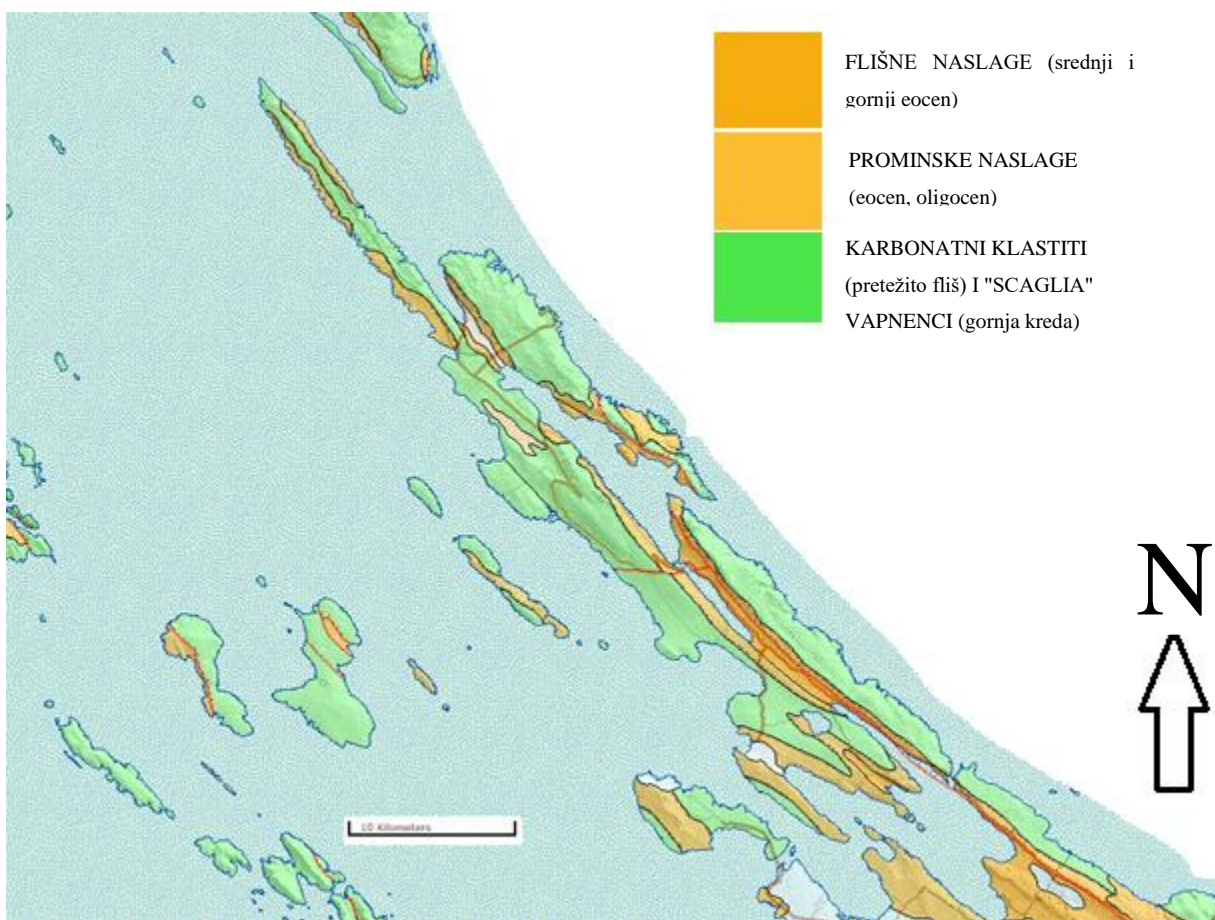 FLIŠNE NASLAGE (srednji i
gornji eocen)
PROMINSKE NASLAGE
(eocen, oligocen)
KARBONATNI KLASTITI
(pretežito fliš) I "SCAGLIA"
VAPNENCI (gornja kreda)
N
10 Kilometers